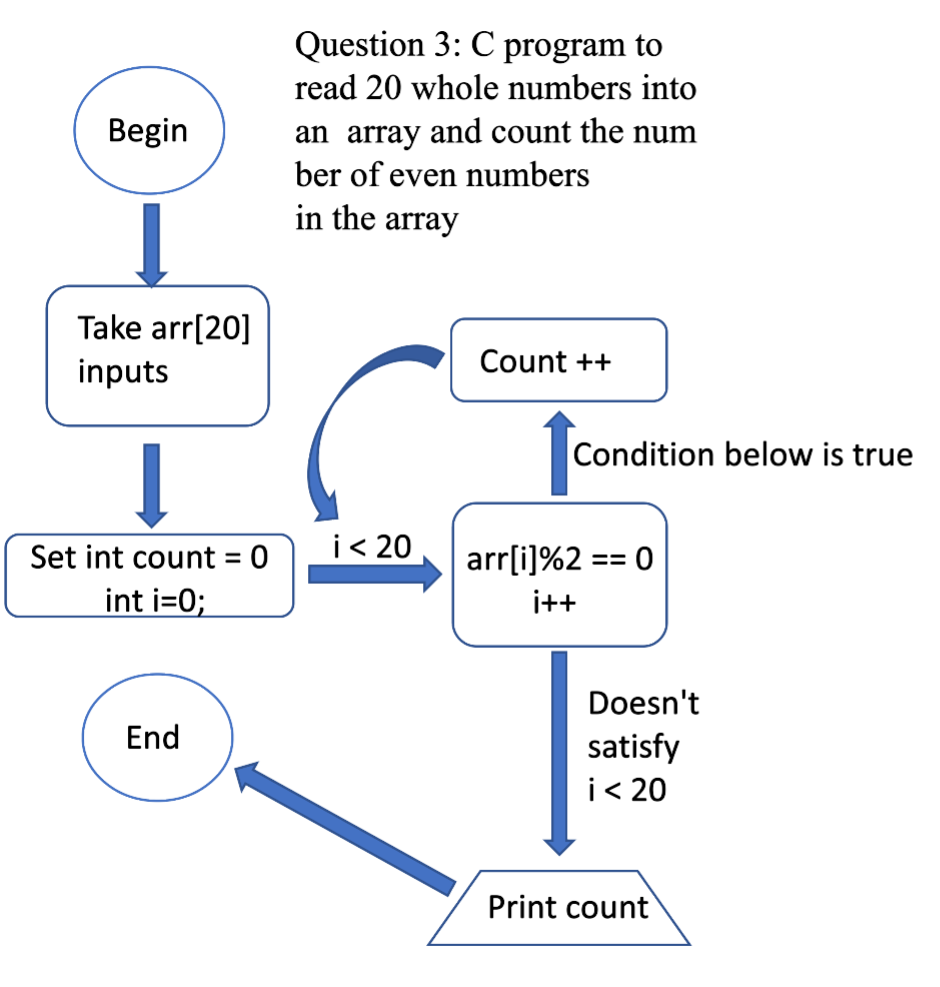 Question 3: C program to
read 20 whole numbers into
an  array and count the num
ber of even numbers
in the array
Begin
Take arr[20]
inputs
Set int count = 0
int i=0;
i < 20
Count ++
Condition below is true
arr[i]%2 == 0
i++
Doesn't
satisfy
i < 20
Print count
End